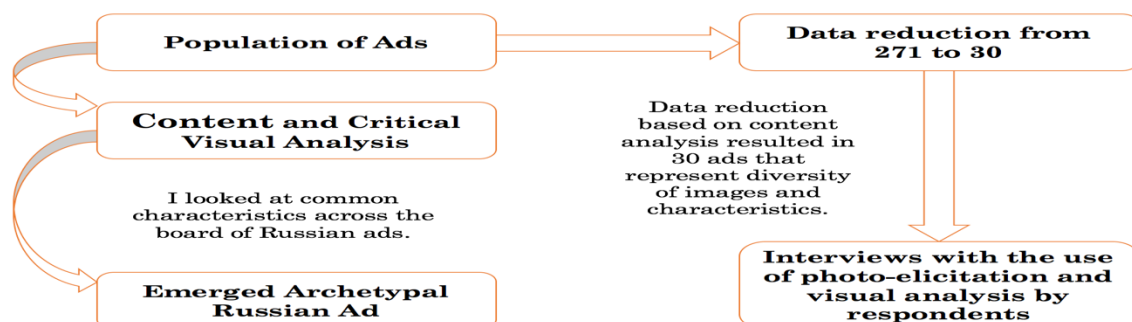 Population of Ads
Content and Critical
Visual Analysis
I looked at common
characteristics across the
board of Russian ads.
Emerged Archetypal
Russian Ad
Data reduction from
271 to 30
Data reduction
based on content
analysis resulted in
30 ads that
represent diversity
of images and
characteristics.
Interviews with the use
of photo-elicitation and
visual analysis by
respondents